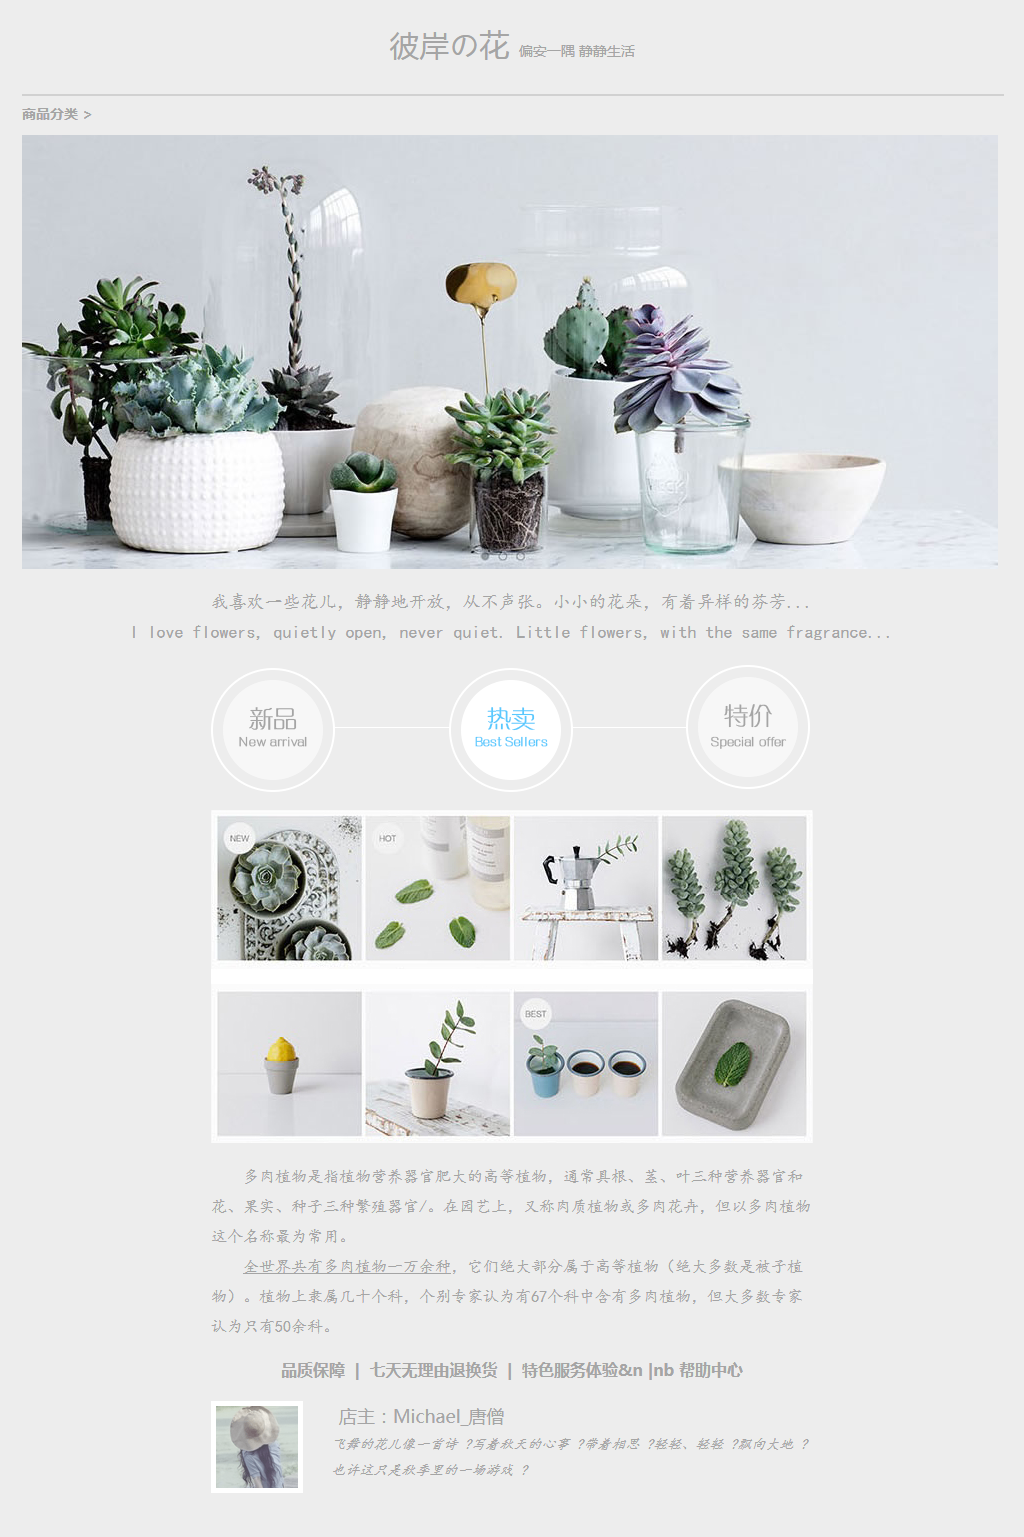 彼岸の花 偏安一隅 静静生活
商品分类 >
我喜欢一些花儿，静静地开放，从不声张。小小的花朵，有着异样的芬芳...
I love flowers, quietly open, never quiet. Little flowers, with the same fragrance...
新品
New arrival
热卖
Best Sellers
特价
Special offer
NEW
HOT
BEST
多肉植物是指植物营养器官肥大的高等植物，通常具根、茎、叶三种营养器官和
花、果实、种子三种繁殖器官/。在园艺上，又称肉质植物或多肉花卉，但以多肉植物
这个名称最为常用。
全世界共有多肉植物一万余种，它们绝大部分属于高等植物（绝大多数是被子植
物）。植物上隶属几十个科，个别专家认为有67个科中含有多肉植物，但大多数专家
认为只有50余科。
品质保障 | 七天无理由退换货 | 特色服务体验&n |nb 帮助中心
店主：Michael_唐僧
飞舞的花儿像一首诗 ?写着秋天的心事 ?带着相思 ?轻轻、轻轻 ?飘向大地 ?
也许这只是秋季里的一场游戏 ?